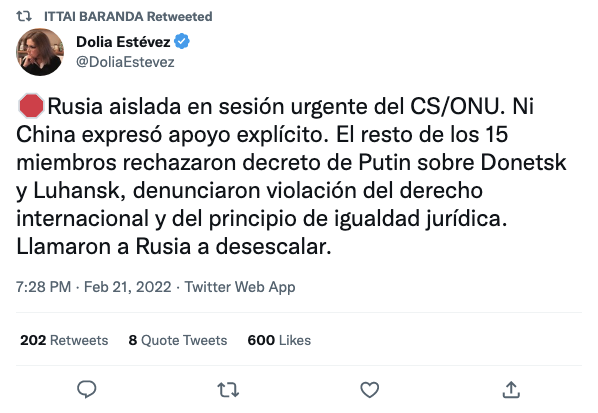 ITTAI BARANDA Retweeted
Dolia Estévez
@DoliaEstevez
Rusia aislada en sesión urgente del CS/ONU. Ni
China expresó apoyo explícito. El resto de los 15
miembros rechazaron decreto de Putin sobre Donetsk
y Luhansk, denunciaron violación del derecho
internacional y del principio de igualdad jurídica.
Llamaron a Rusia a desescalar.
7:28 PM · Feb 21, 2022 · Twitter Web App
202 Retweets 8 Quote Tweets 600 Likes